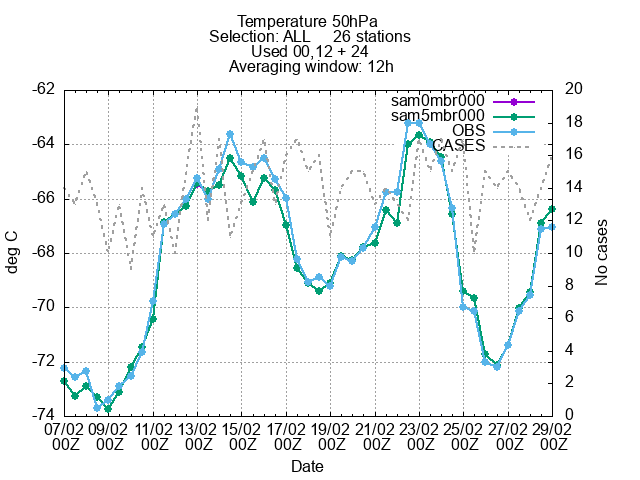 Temperature 50hPa
Selection: ALL 26 stations
Used 00,12 + 24
Averaging window: 12h
-62 20
sam0mbr000
sam5mbr000
OBS
CASES
18
-64
16
14
-66
12
-68 10
8
-70
6
4
-72
2
-74 0
deg C
No cases
07/02 09/02 11/02 13/02 15/02 17/02 19/02 21/02 23/02 25/02 27/02 29/02
00Z 00Z 00Z 00Z 00Z 00Z 00Z 00Z 00Z 00Z 00Z 00Z
Date